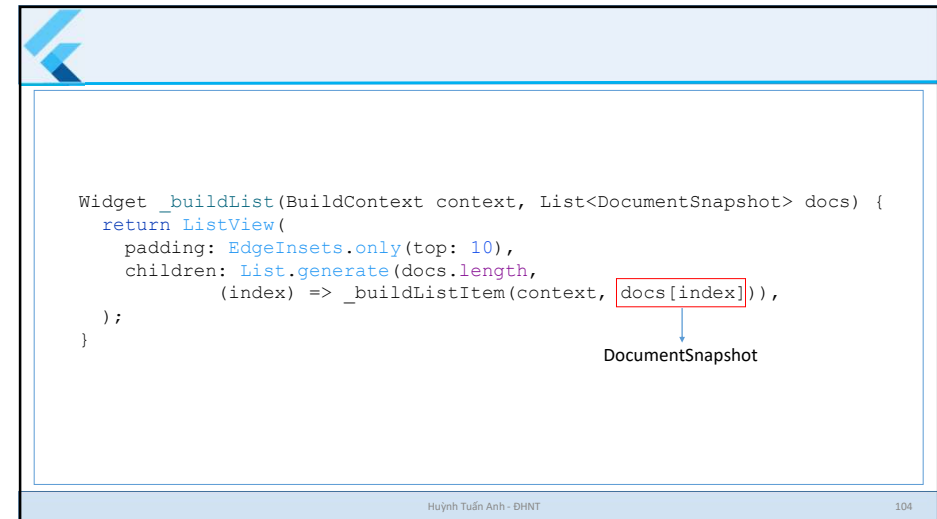 Widget _buildList(BuildContext context, List<DocumentSnapshot> docs) {
  return ListView(
    padding: EdgeInsets.only(top: 10),
    children: List.generate(docs.length,
            (index) => _buildListItem(context, docs[index])),
  );
}
DocumentSnapshot
Huỳnh Tuấn Anh - ĐHNT
104